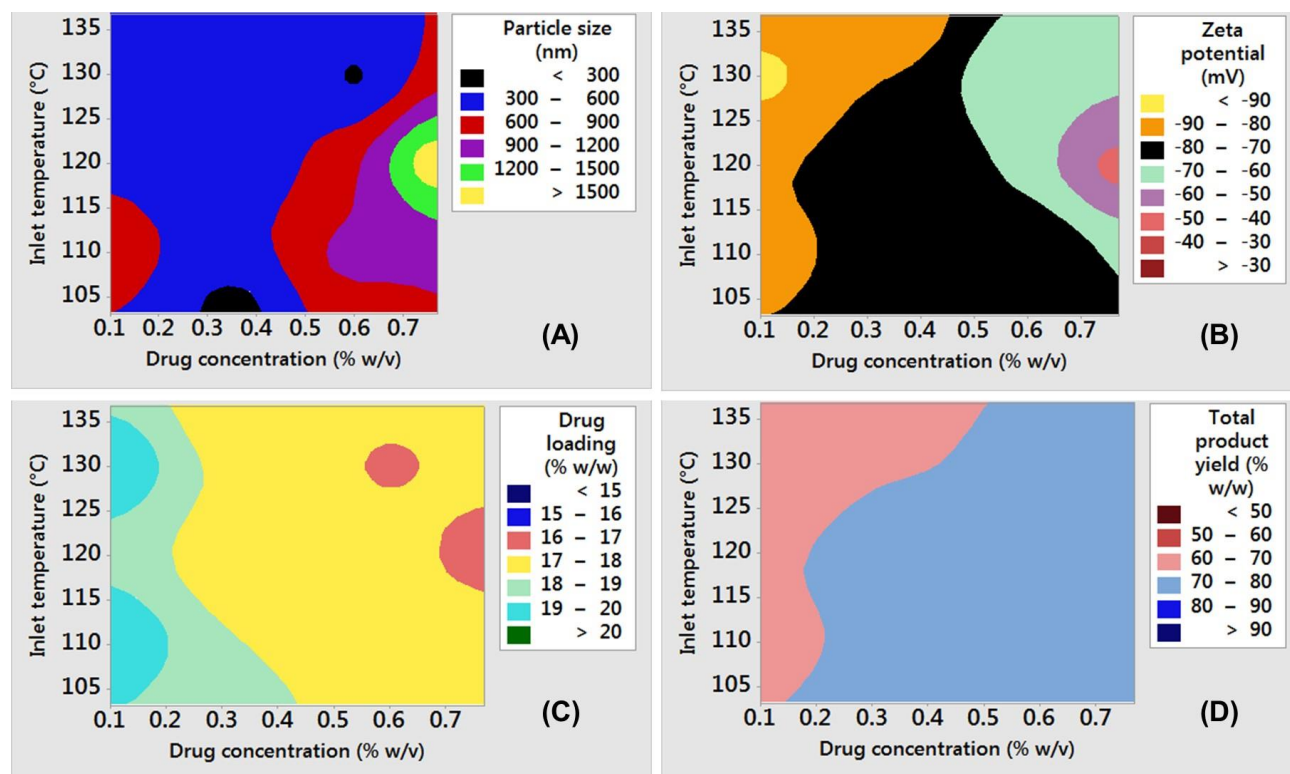 Particle size
(nm)
< 300
300 – 600
600 – 900
900 – 1200
1200 – 1500
> 1500
135
130
125
120
115
110
105
Inlet temperature (°C)
0.1 0.2 0.3 0.4 0.5 0.6 0.7
Drug concentration (% w/v)
(A)
Zeta
potential
(mV)
< -90
-90 – -80
-80 – -70
-70 – -60
-60 – -50
-50 – -40
-40 – -30
> -30
135
130
125
120
115
110
105
Inlet temperature (°C)
0.1 0.2 0.3 0.4 0.5 0.6 0.7
Drug concentration (% w/v)
(B)
Drug
loading
(% w/w)
< 15
15 – 16
16 – 17
17 – 18
18 – 19
19 – 20
> 20
135
130
125
120
115
110
105
Inlet temperature (°C)
0.1 0.2 0.3 0.4 0.5 0.6 0.7
Drug concentration (% w/v)
(C)
Total
product
yield (%
w/w)
< 50
50 – 60
60 – 70
70 – 80
80 – 90
> 90
135
130
125
120
115
110
105
Inlet temperature (°C)
0.1 0.2 0.3 0.4 0.5 0.6 0.7
Drug concentration (% w/v)
(D)